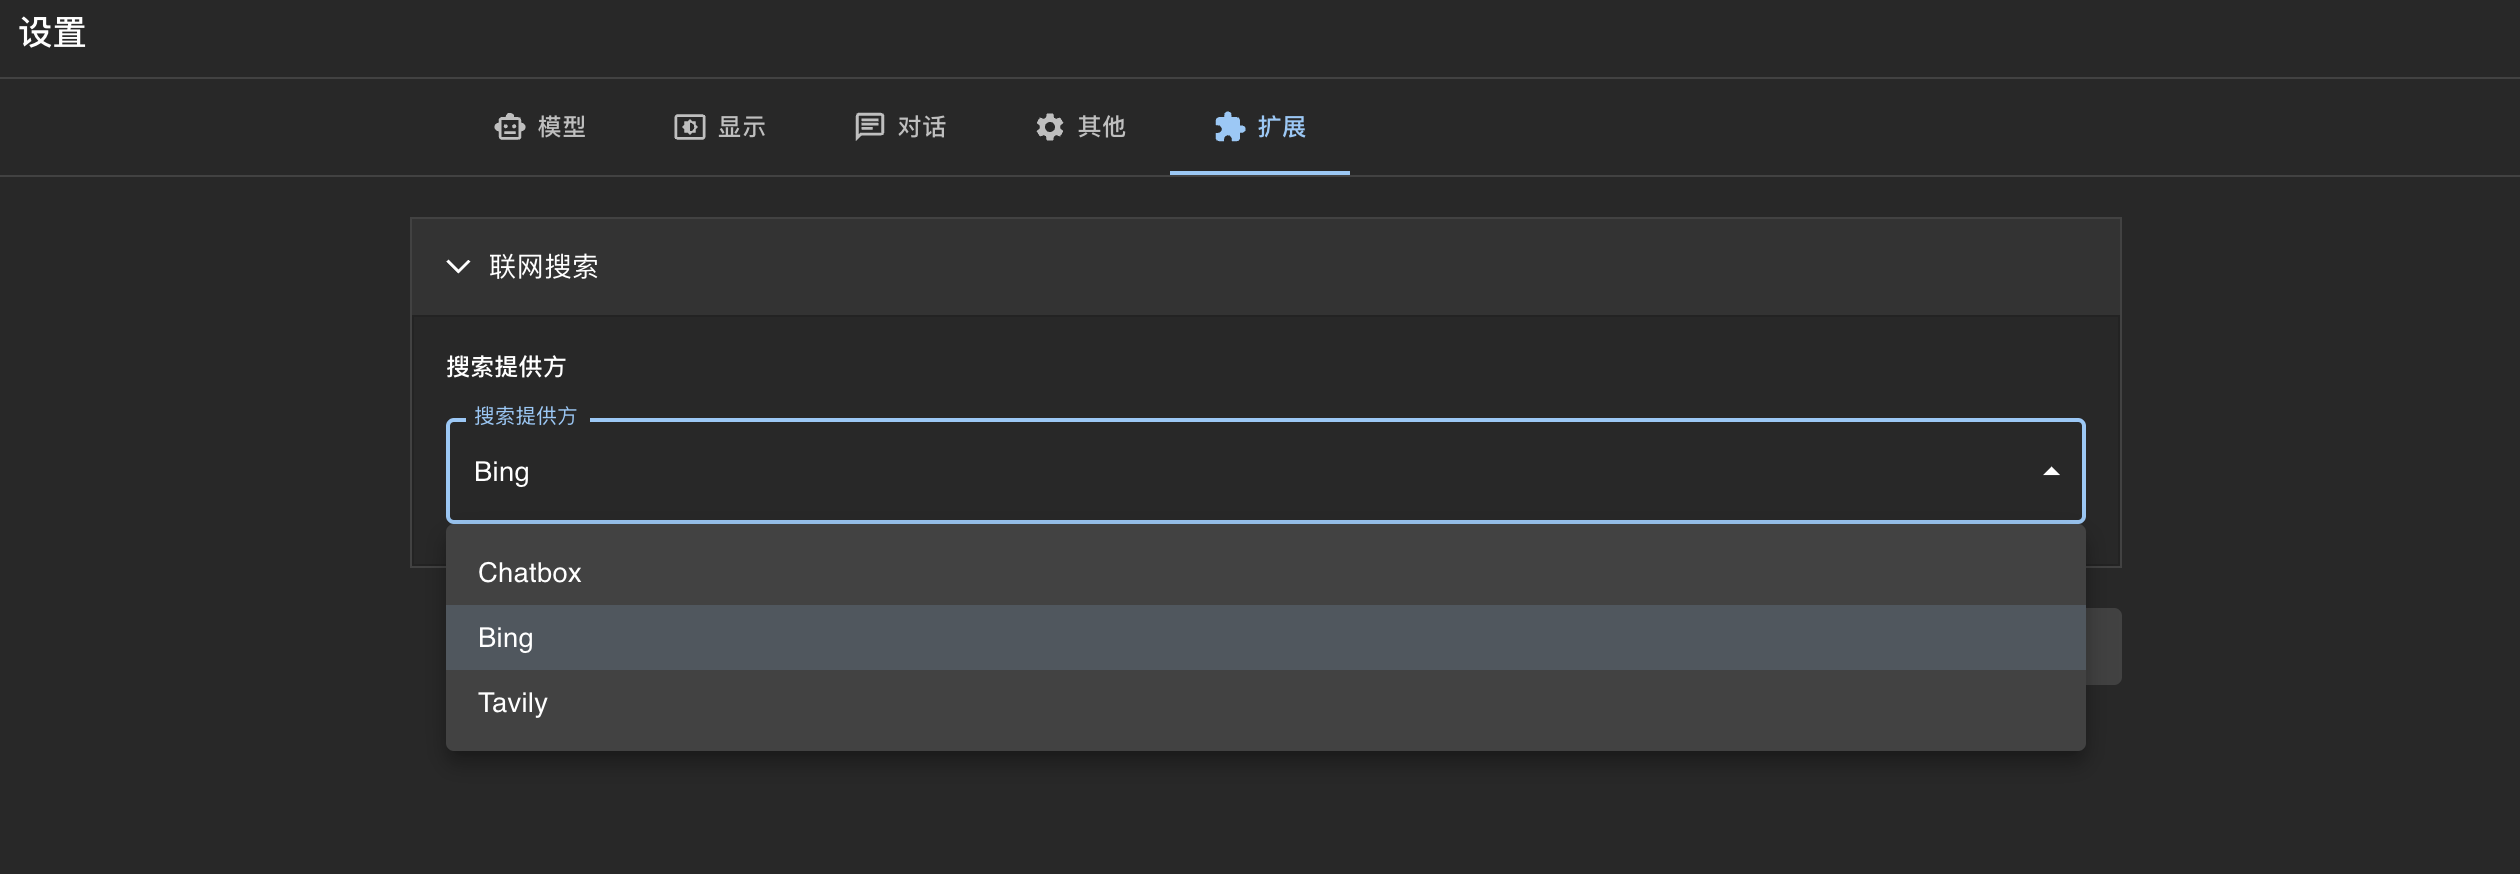 设置
模型 显示 对话 其他 扩展
联网搜索
搜索提供方
搜索提供方
Bing
Chatbox
Bing
Tavily